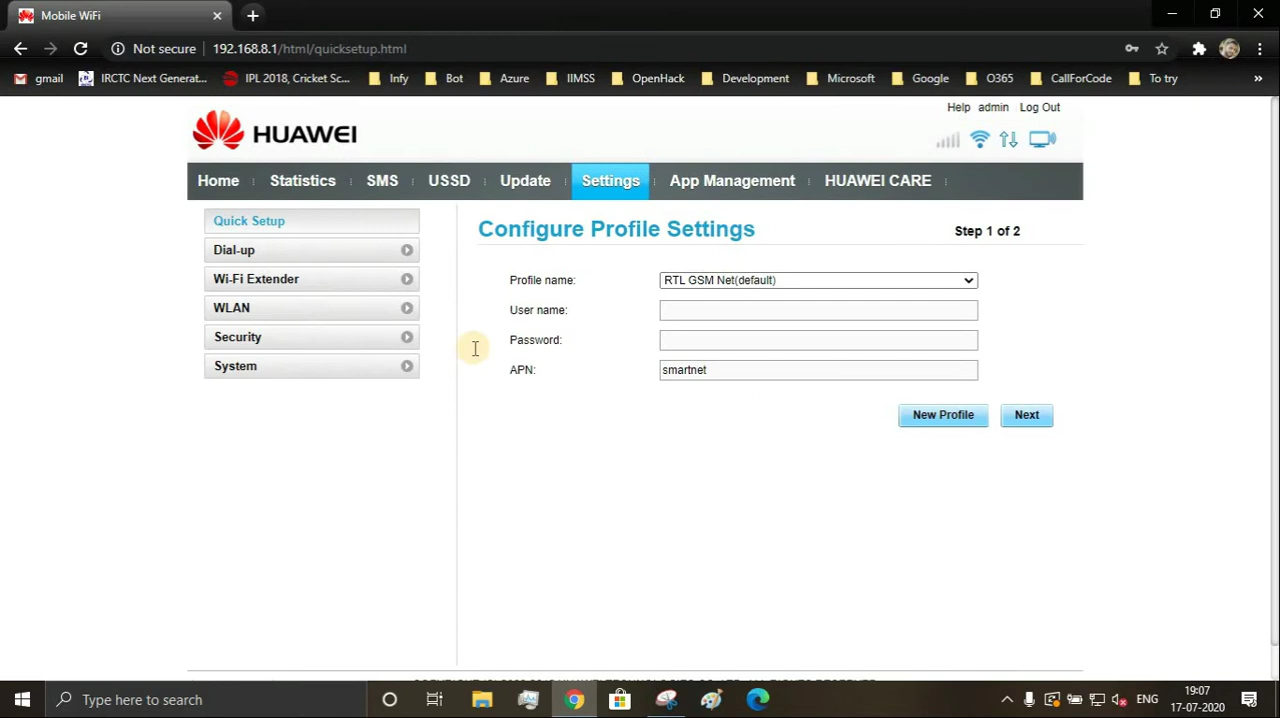 Mobile WiFi
Not secure 192.168.8.1/html/quicksetup.html
gmail IRCTC Next Generat... IPL 2018, Cricket Sc... Infy Bot Azure IIMSS OpenHack Development Microsoft Google O365 CallForCode To try »
Help admin Log Out
HUAWEI
Home Statistics SMS USSD Update Settings App Management HUAWEI CARE
Quick Setup
Dial-up
Wi-Fi Extender
WLAN
Security
System
Configure Profile Settings Step 1 of 2
Profile name: RTL GSM Net(default)
User name:
Password:
APN: smartnet
New Profile Next
Type here to search
ENG
19:07
17-07-2020